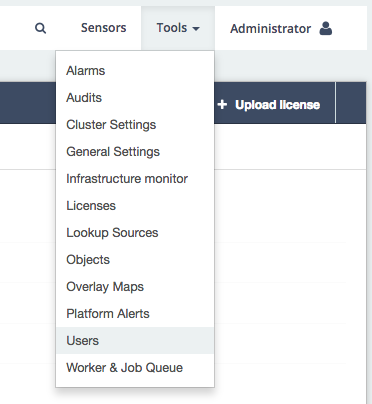 Sensors Tools Administrator
Alarms
Audits
+ Upload license
Cluster Settings
General Settings
Infrastructure monitor
Licenses
Lookup Sources
Objects
Overlay Maps
Platform Alerts
Users
Worker & Job Queue